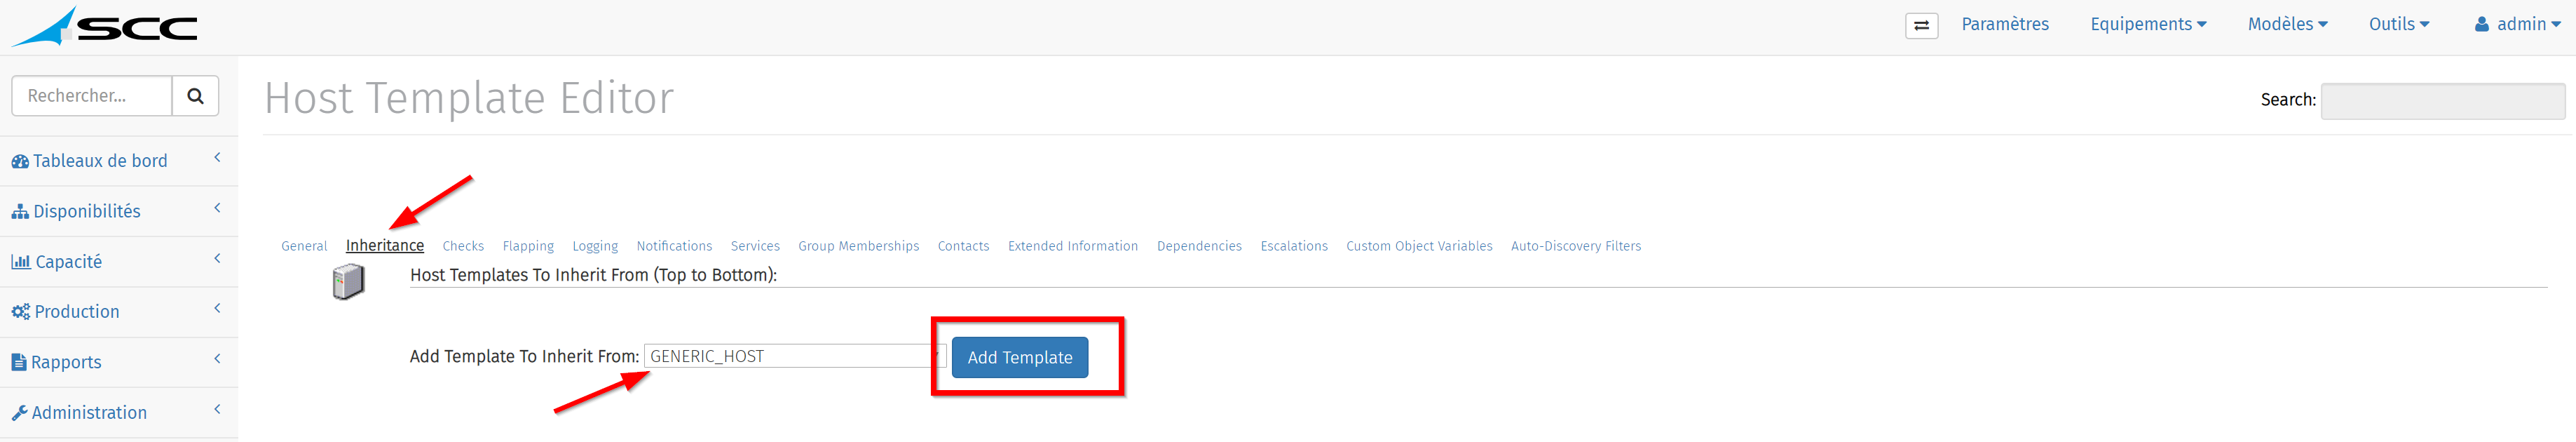 SCC
Paramètres Equipements Modèles Outils admin
Rechercher...
Host Template Editor
Search:
Tableaux de bord
Disponibilités
Capacité
Production
Rapports
Administration
General Inheritance Checks Flapping Logging Notifications Services Group Memberships Contacts Extended Information Dependencies Escalations Custom Object Variables Auto-Discovery Filters
Host Templates To Inherit From (Top to Bottom):
Add Template To Inherit From: GENERIC_HOST Add Template